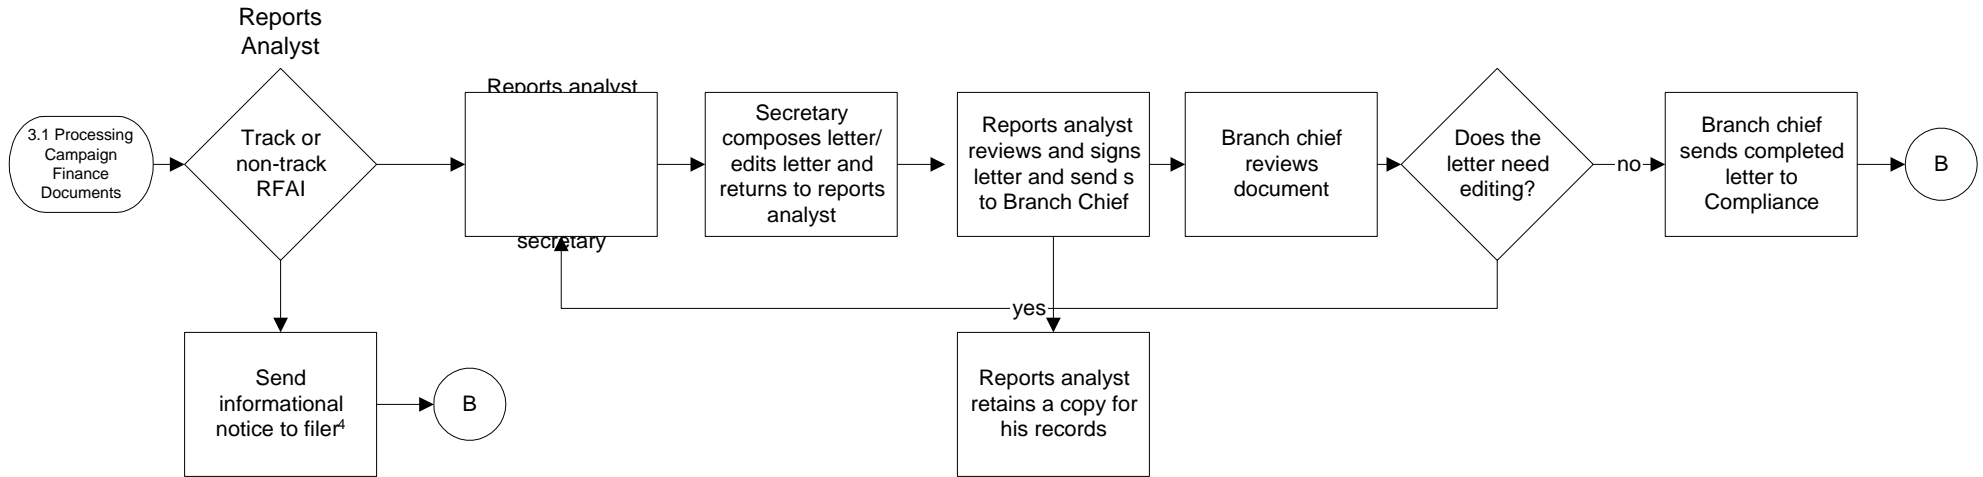 Reports
Analyst
3.1 Processing
Campaign
Finance
Documents
Track or
non-track
RFAI
Reports analyst
secretary
Secretary
composes letter/
edits letter and
returns to reports
analyst
Reports analyst
reviews and signs
letter and send s
to Branch Chief
Branch chief
reviews
document
Does the
letter need
editing?
no
Branch chief
sends completed
letter to
Compliance
B
yes
Send
informational
notice to filer⁴
B
Reports analyst
retains a copy for
his records